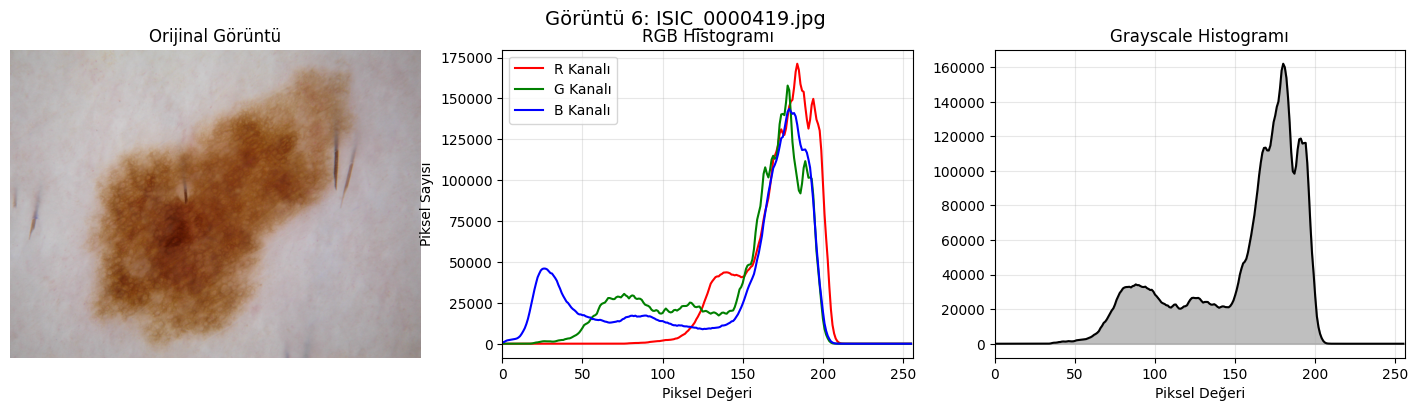 Görüntü 6: ISIC_0000419.jpg
Orijinal Görüntü
RGB Histogramı
Grayscale Histogramı
R Kanalı
G Kanalı
B Kanalı
Piksel Sayısı
175000
150000
125000
100000
75000
50000
25000
0
0
50
100
150
200
250
Piksel Değeri
160000
140000
120000
100000
80000
60000
40000
20000
0
0
50
100
150
200
250
Piksel Değeri